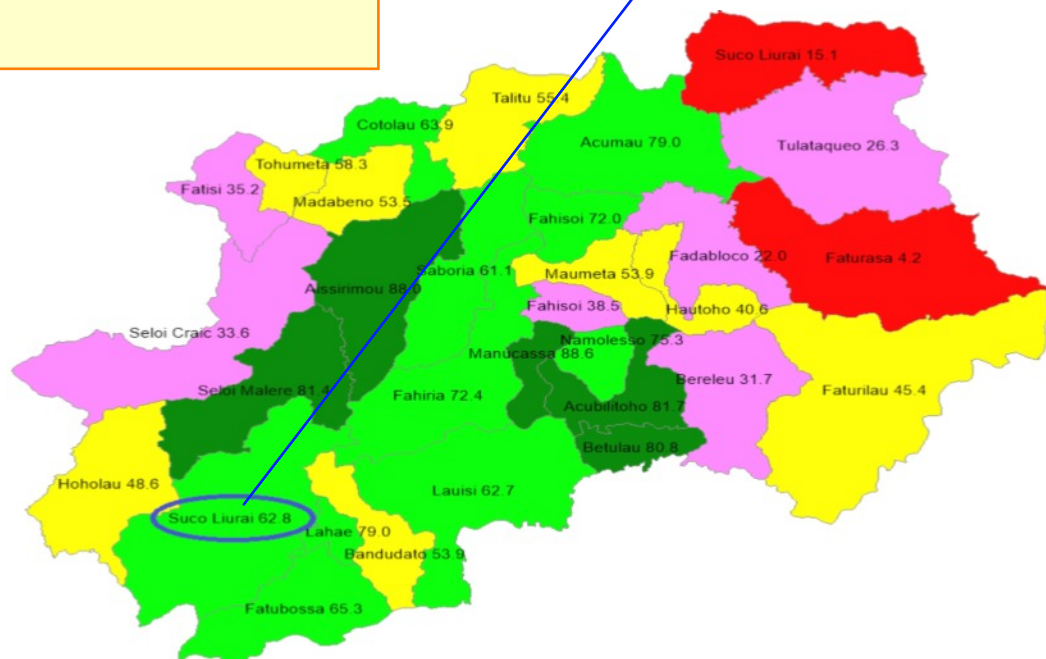 Suco Liurai 15.1
Talitu 55.4
Cotolau 63.9
Acumau 79.0
Tulataqueo 26.3
Tohumeta 58.3
Fatisi 35.2
Madabeno 53.5
Fahisoi 72.0
Saboria 61.1
Maumeta 53.9
Fadabloco 22.0
Faturasa 4.2
Aissirimou 88.0
Fahisoi 38.5
Hautoho 40.6
Seloi Craic 33.6
Namolesso 75.3
Manucassa 88.6
Bereleu 31.7
Seloi Malere 81.4
Fahiria 72.4
Acubilitoho 81.7
Faturilau 45.4
Betulau 80.8
Hoholau 48.6
Lauisi 62.7
Suco Liurai 62.8
Lahae 79.0
Bandudato 53.9
Fatubossa 65.3